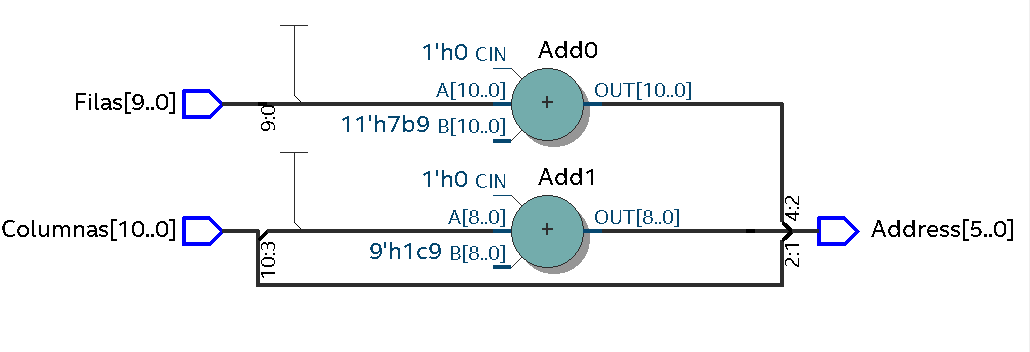 1'h0 CIN
Add0
A[10..0]
OUT[10..0]
Filas[9..0]
9:0
11'h7b9 B[10..0]
1'h0 CIN
Add1
A[8..0]
OUT[8..0]
4:2
Columnas[10..0]
Address[5..0]
10:3
9'h1c9 B[8..0]
2:1